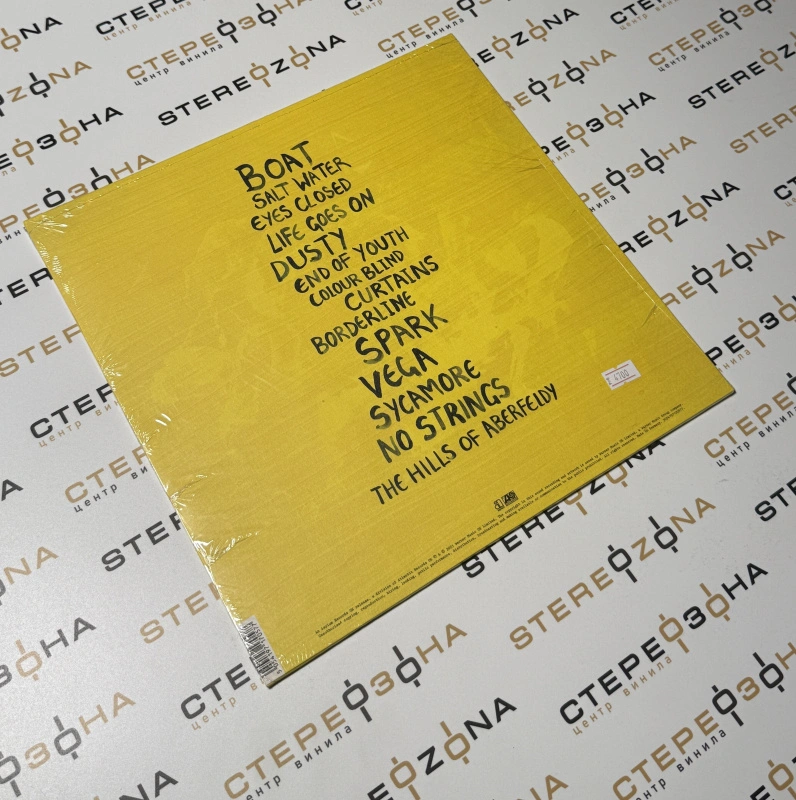 BOAT
SALT WATER
EYES CLOSED
LIFE GOES ON
DUSTY
END OF YOUTH
COLOUR BLIND
CURTAINS
BORDERLINE
SPARK
VEGA
SYCAMORE
NO STRINGS
THE HILLS OF ABERFELDY
4700
СТЕРЕОЗОНА
центр винила
STEREOZONA